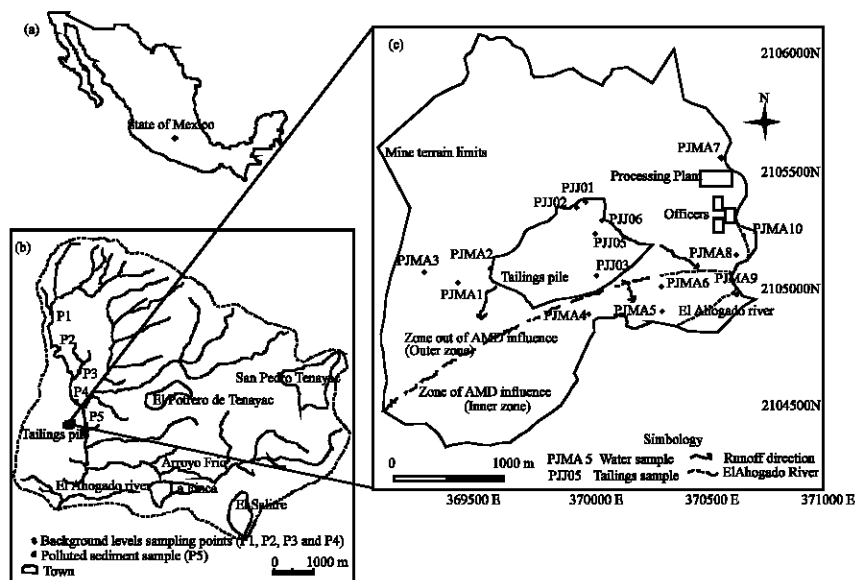 (a)
State of Mexico
(b)
P1
P2
P3
P4
P5
Tailings pile
San Pedro Tenayac
El Potrero de Tenayac
Arroyo Frio
El Ahogado river
El Salitre
Background levels sampling points (P1, P2, P3 and P4)
Polluted sediment sample (P5)
Town
0 1000 m
(c)
2106000N
N
Mine terrain limits
PJMA7
2105500N
Processing Plant
PJJ01
PJJ02
PJJ06
Officers
PJMA10
PJJ05
PJMA3
PJMA2
PJMA8
PJJ03
Tailings pile
PJMA9
PJMA1
PJMA6
2105000N
PJMA4
PJMA5
El Ahogado river
Zone out of AMD influence
(Outer zone)
Zone of AMD influence
(Inner zone)
2104500N
Simbology
PJMA 5 Water sample
Runoff direction
PJJ05 Tailings sample
ElAhogado River
0 1000 m
369500 E 370000 E 370500 E 371000 E